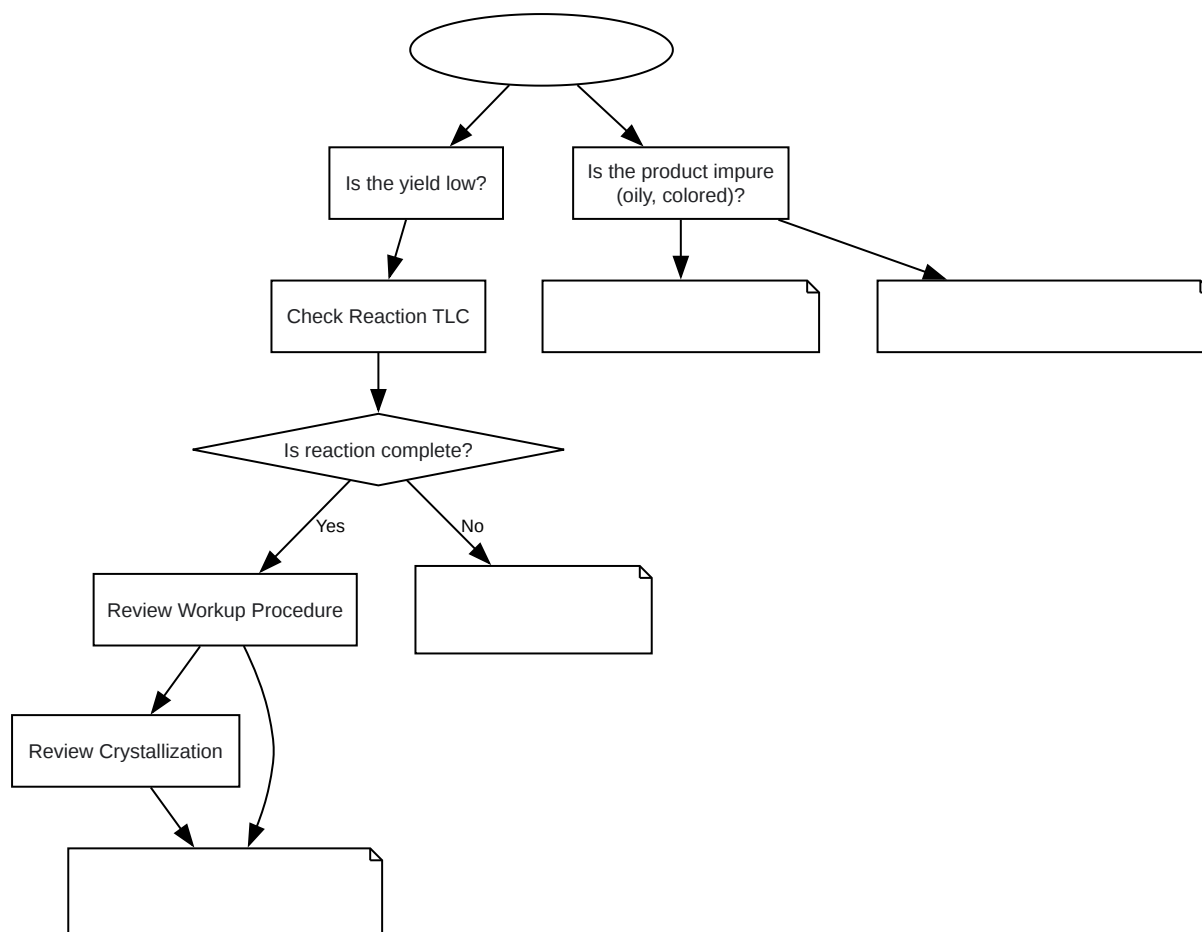 Is the yield low?
Is the product impure
(oily, colored)?
Check Reaction TLC
Is reaction complete?
Yes
No
Review Workup Procedure
Review Crystallization